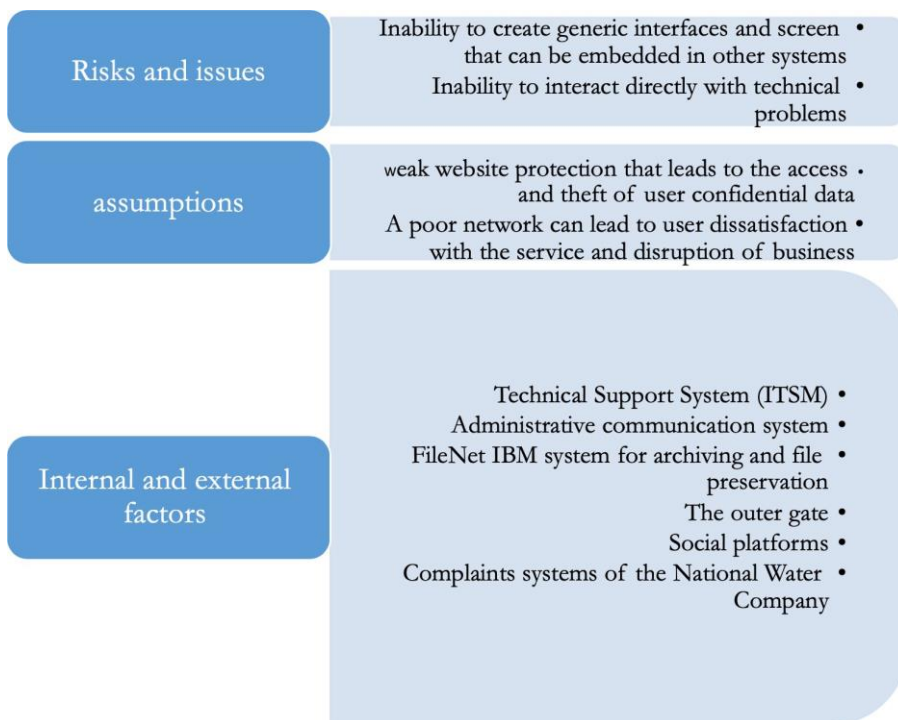 Risks and issues
Inability to create generic interfaces and screen •
that can be embedded in other systems
Inability to interact directly with technical •
problems
assumptions
weak website protection that leads to the access •
and theft of user confidential data
A poor network can lead to user dissatisfaction •
with the service and disruption of business
Internal and external
factors
Technical Support System (ITSM) •
Administrative communication system •
FileNet IBM system for archiving and file •
preservation
The outer gate •
Social platforms •
Complaints systems of the National Water •
Company